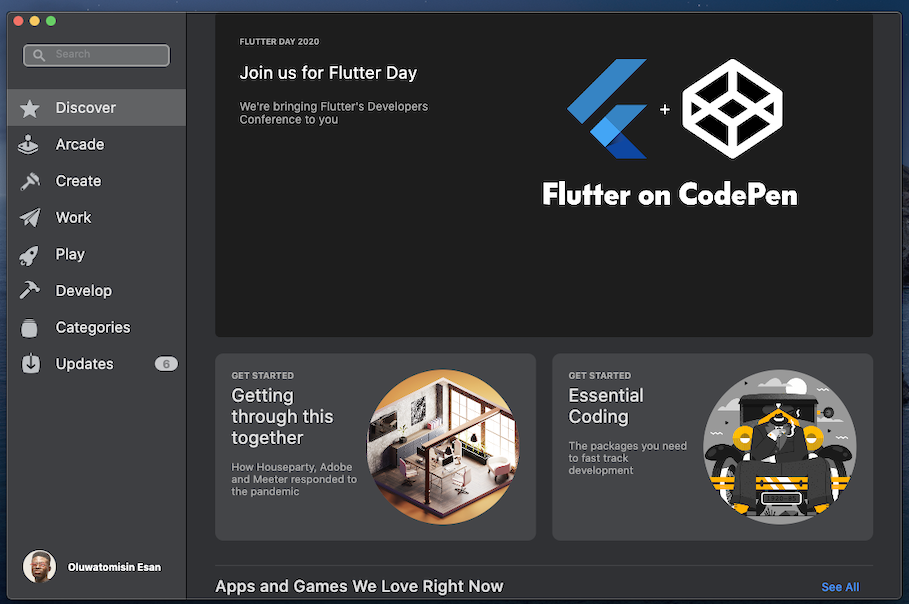 Search
Discover
Arcade
Create
Work
Play
Develop
Categories
Updates
6
Oluwatomisin Esan
FLUTTER DAY 2020
Join us for Flutter Day
We're bringing Flutter's Developers
Conference to you
+
Flutter on CodePen
GET STARTED
Getting
through this
together
How Houseparty, Adobe
and Meeter responded to
the pandemic
GET STARTED
Essential
Coding
The packages you need
to fast track
development
Apps and Games We Love Right Now
See All